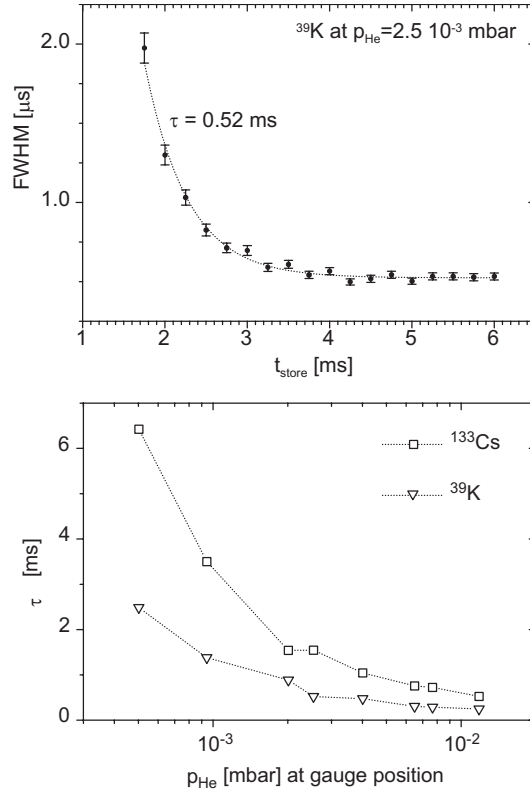 ³⁹K at p_He=2.5 10⁻³ mbar
2.0
1.0
FWHM [μs]
τ = 0.52 ms
1 2 3 4 5 6
t_store [ms]
6
4
2
0
τ [ms]
¹³³Cs
³⁹K
10⁻³ 10⁻²
p_He [mbar] at gauge position